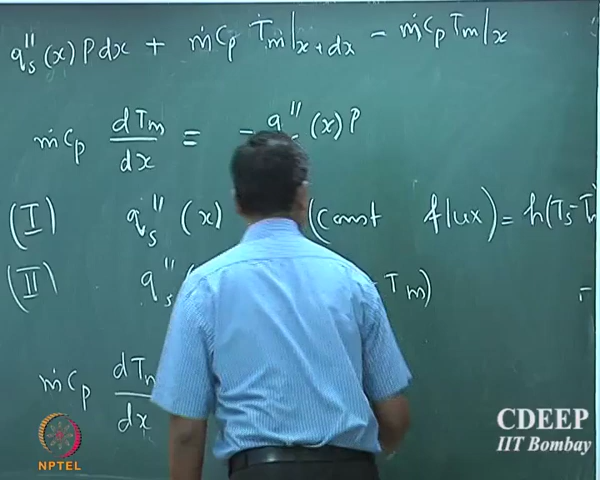 q"s (x) P dx + ṁ Cp Tm|x+dx = ṁ Cp Tm|x
ṁ Cp dTm/dx = - q"s (x) P
(I) q"s (x) (const flux) = h(Ts-Tm
(II) q"s Tm)
ṁ Cp dTm/dx
CDEEP
IIT Bombay
NPTEL